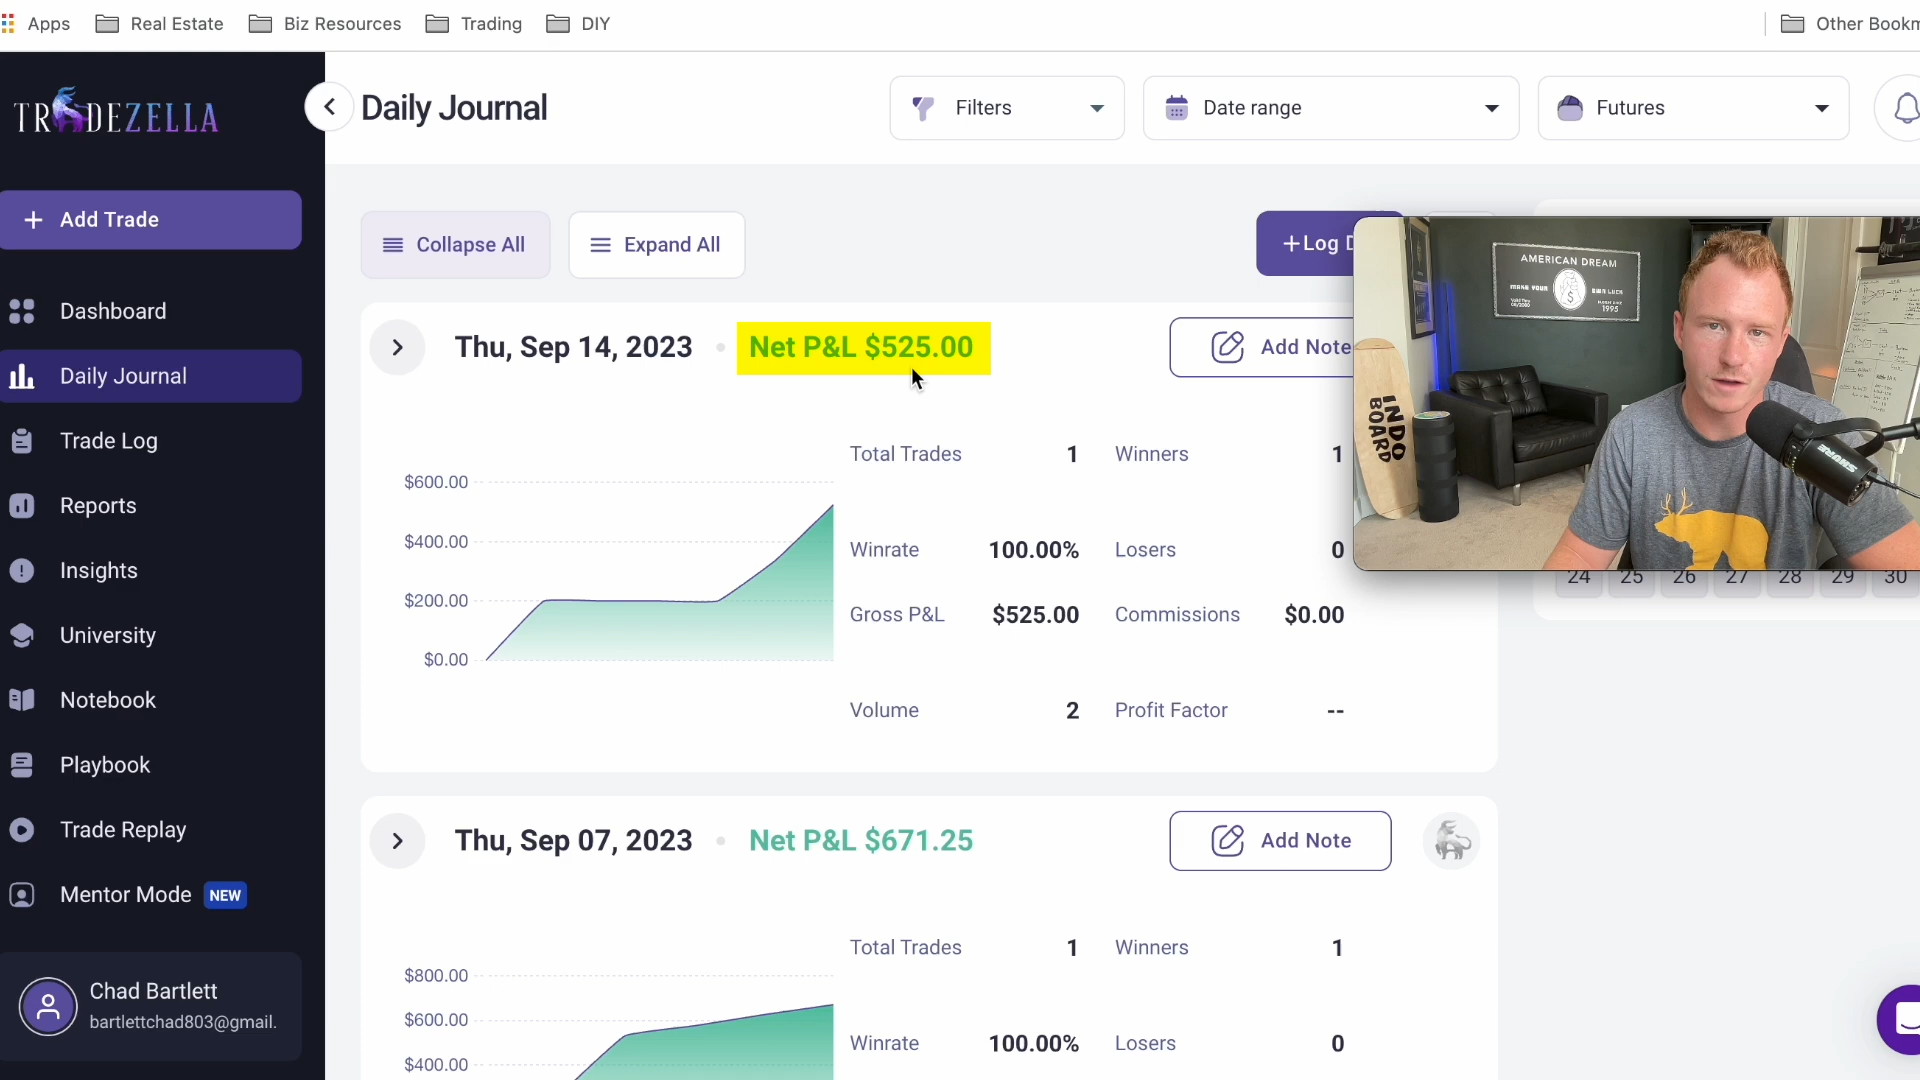 Apps
Real Estate
Biz Resources
Trading
DIY
Other Bookm
TRADEZELLA
Daily Journal
Filters
Date range
Futures
+ Add Trade
Dashboard
Daily Journal
Trade Log
Reports
Insights
University
Notebook
Playbook
Trade Replay
Mentor Mode NEW
Chad Bartlett
bartlettchad803@gmail.
Collapse All
Expand All
+Log D
Thu, Sep 14, 2023 • Net P&L $525.00
Add Note
$600.00
$400.00
$200.00
$0.00
Total Trades 1 Winners 1
Winrate 100.00% Losers 0
Gross P&L $525.00 Commissions $0.00
Volume 2 Profit Factor --
AMERICAN DREAM
MAKE YOUR OWN LUCK
1995
INDO
BOARD
SHURE
24 25 26 27 28 29 30
Thu, Sep 07, 2023 • Net P&L $671.25
Add Note
$800.00
$600.00
$400.00
Total Trades 1 Winners 1
Winrate 100.00% Losers 0